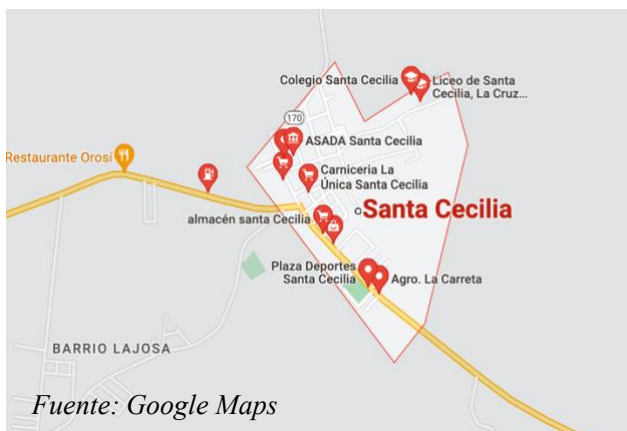 Colegio Santa Cecilia
Liceo de Santa
Cecilia, La Cruz...
170
ASADA Santa Cecilia
Restaurante Orosí
Carniceria La
Única Santa Cecilia
almacén santa Cecilia
Santa Cecilia
Plaza Deportes
Santa Cecilia
Agro. La Carreta
BARRIO LAJOSA
Fuente: Google Maps